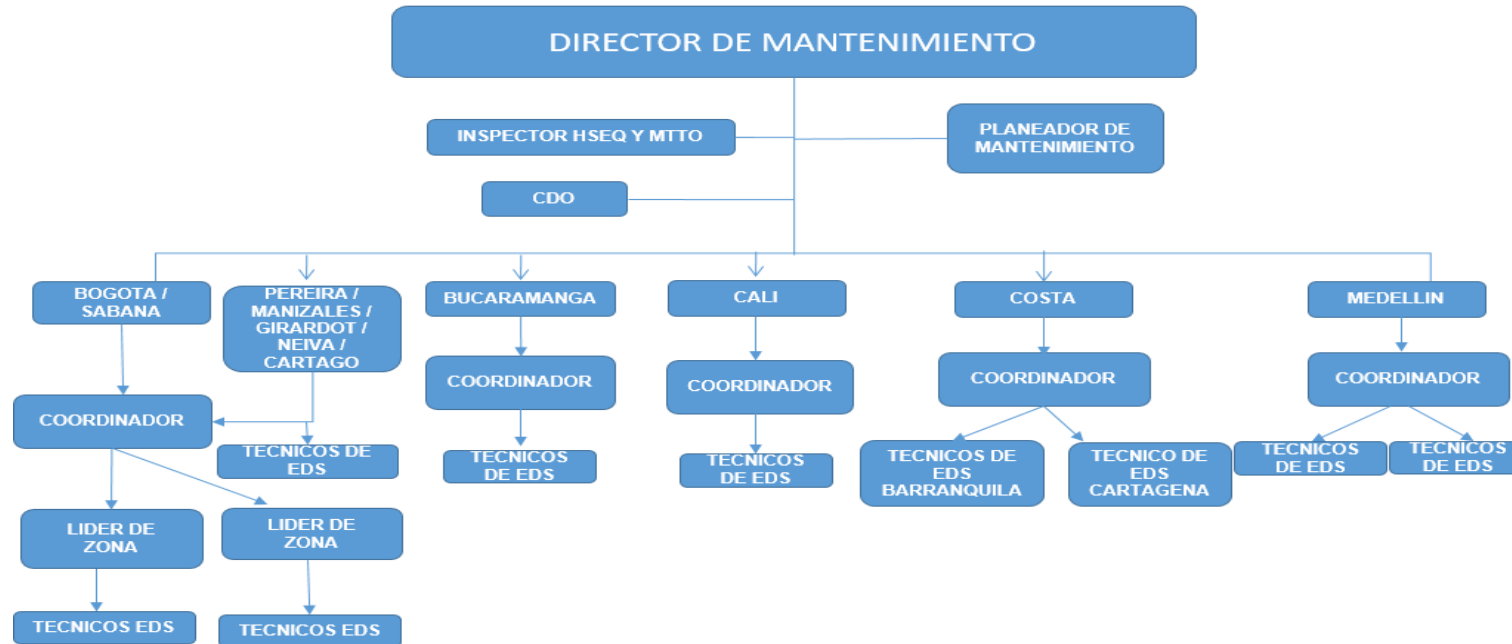 DIRECTOR DE MANTENIMIENTO
INSPECTOR HSEQ Y MTTO
PLANEADOR DE
MANTENIMIENTO
CDO
BOGOTA /
SABANA
PEREIRA /
MANIZALES /
GIRARDOT /
NEIVA /
CARTAGO
BUCARAMANGA
CALI
COSTA
MEDELLIN
COORDINADOR
COORDINADOR
COORDINADOR
COORDINADOR
COORDINADOR
TECNICOS DE
EDS
TECNICOS
DE EDS
TECNICOS
DE EDS
TECNICOS DE
EDS
BARRANQUILA
TECNICO DE
EDS
CARTAGENA
TECNICOS
DE EDS
TECNICOS
DE EDS
LIDER DE
ZONA
LIDER DE
ZONA
TECNICOS EDS
TECNICOS EDS